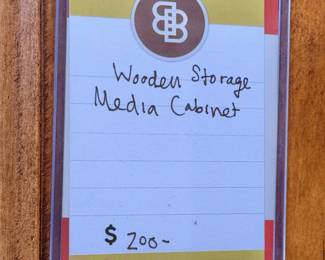 Wooden Storage
Media Cabinet
$ 200-